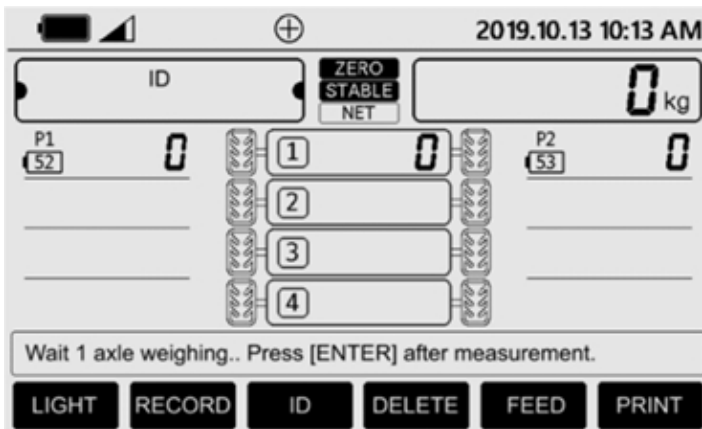 2019.10.13 10:13 AM
ID
ZERO
STABLE
NET
0 kg
P1
52
0
1
0
P2
53
0
2
3
4
Wait 1 axle weighing.. Press [ENTER] after measurement.
LIGHT RECORD ID DELETE FEED PRINT